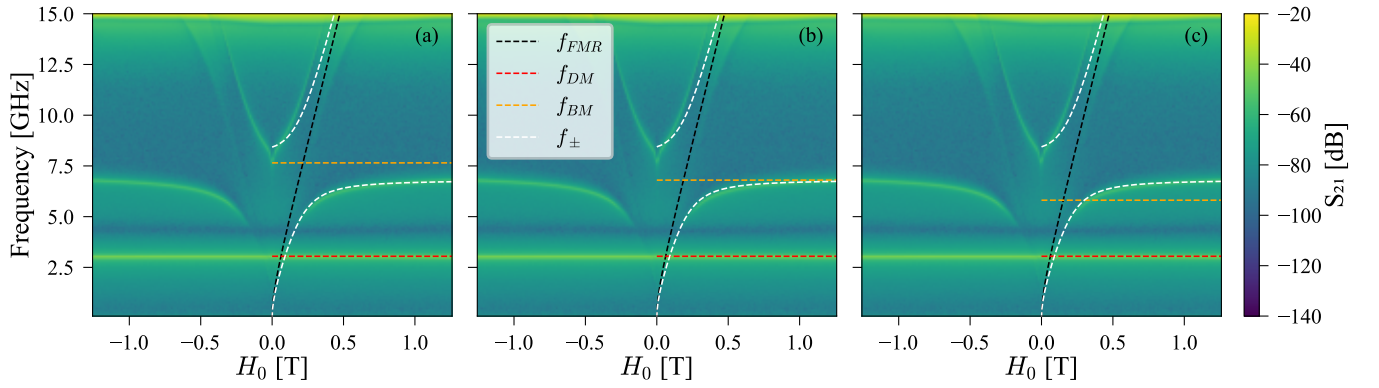 15.0
12.5
10.0
7.5
5.0
2.5
Frequency [GHz]
(a)
−1.0 −0.5 0.0 0.5 1.0
H₀ [T]
f_FMR
f_DM
f_BM
f_±
(b)
−1.0 −0.5 0.0 0.5 1.0
H₀ [T]
(c)
−1.0 −0.5 0.0 0.5 1.0
H₀ [T]
−20
−40
−60
−80
−100
−120
−140
S₂₁ [dB]